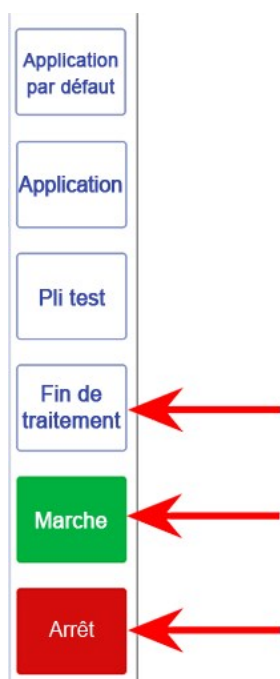 Application
par défaut
Application
Pli test
Fin de
traitement
Marche
Arrêt